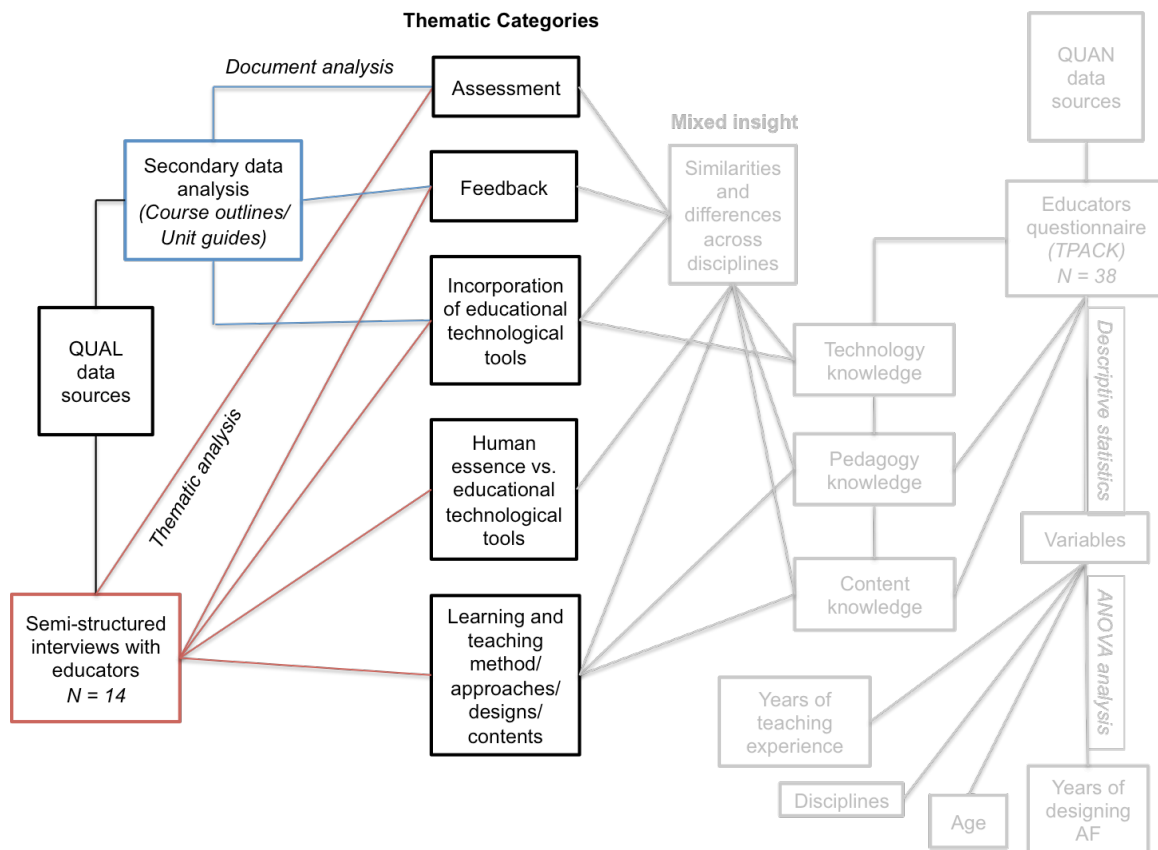 Thematic Categories
Document analysis
Assessment
Secondary data
analysis
(Course outlines/
Unit guides)
Feedback
Incorporation
of educational
technological
tools
QUAL
data
sources
Thematic analysis
Human
essence vs.
educational
technological
tools
Semi-structured
interviews with
educators
N = 14
Learning and
teaching
method/
approaches/
designs/
contents
Mixed insight
Similarities
and
differences
across
disciplines
QUAN
data
sources
Educators
questionnaire
(TPACK)
N = 38
Technology
knowledge
Pedagogy
knowledge
Content
knowledge
Descriptive statistics
Variables
ANOVA analysis
Years of
teaching
experience
Disciplines
Age
Years of
designing
AF